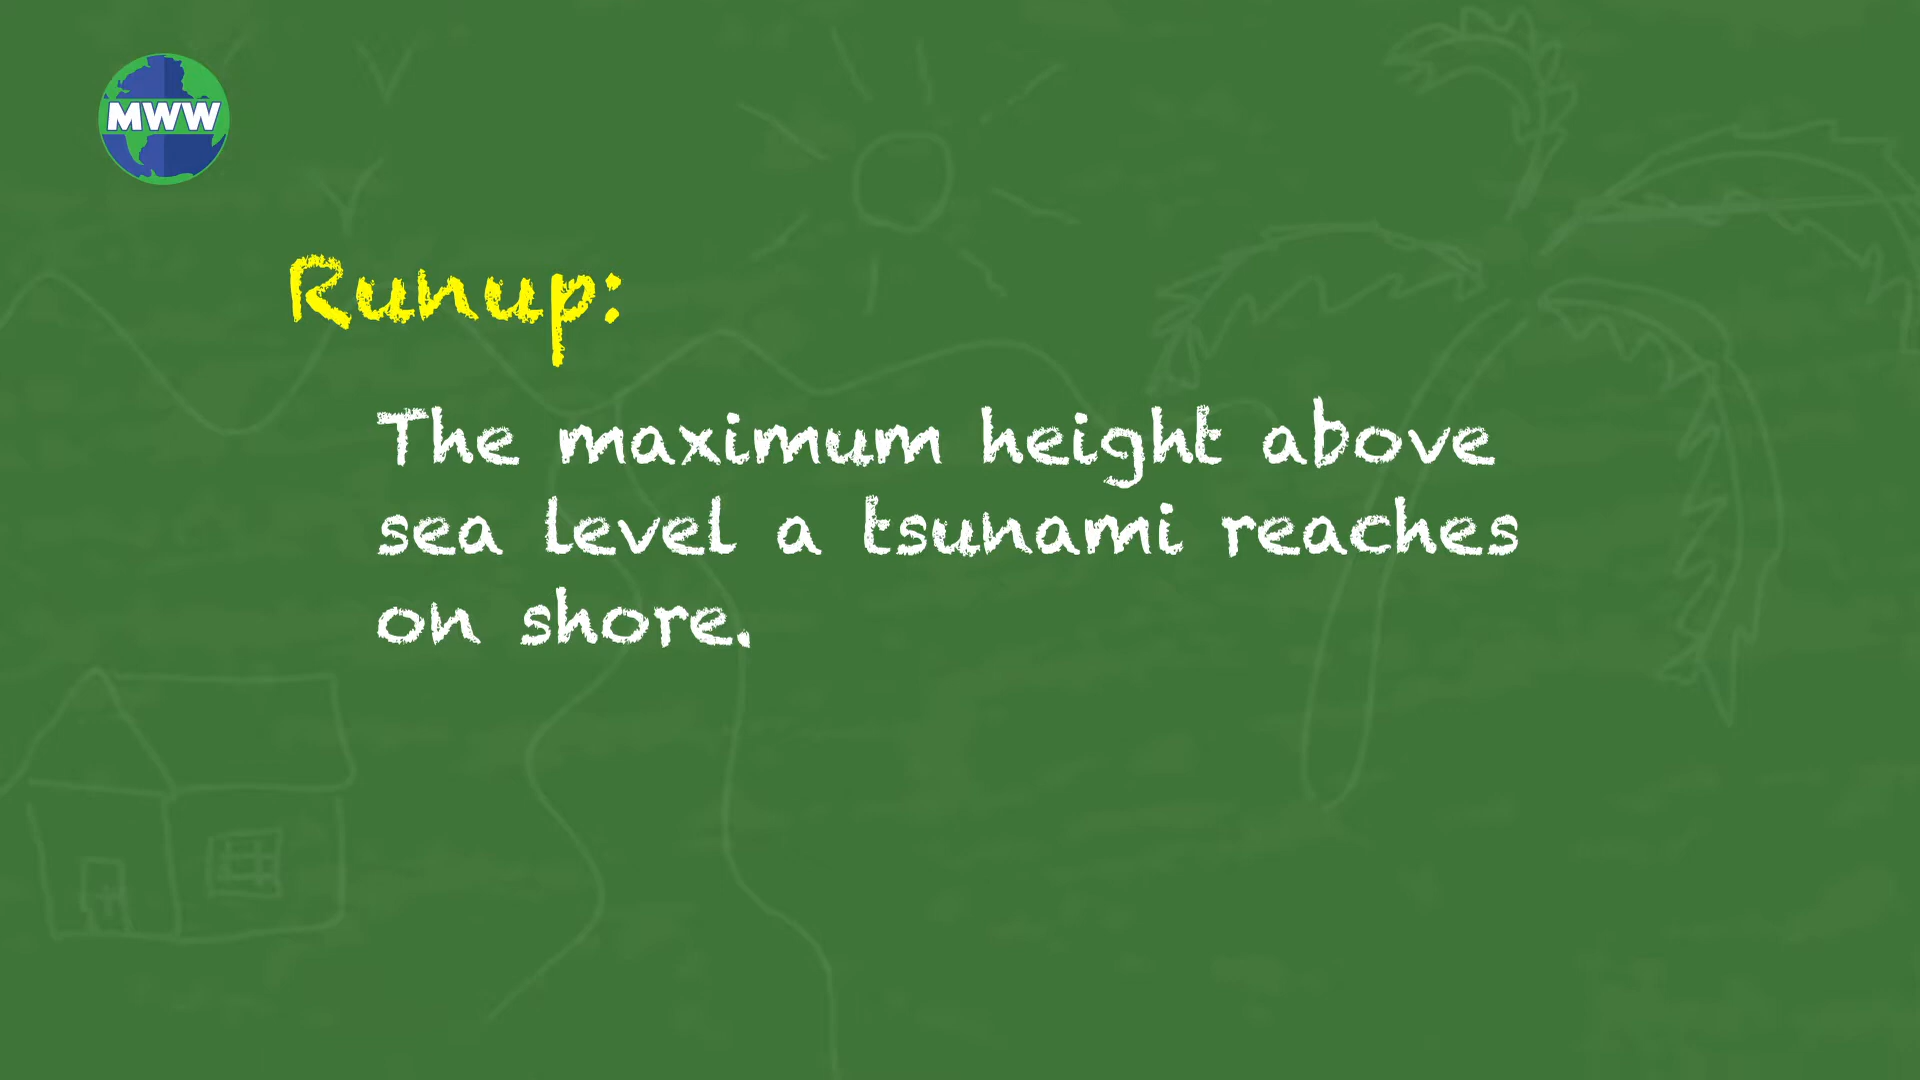 MWW
Runup:
The maximum height above
sea level a tsunami reaches
on shore.